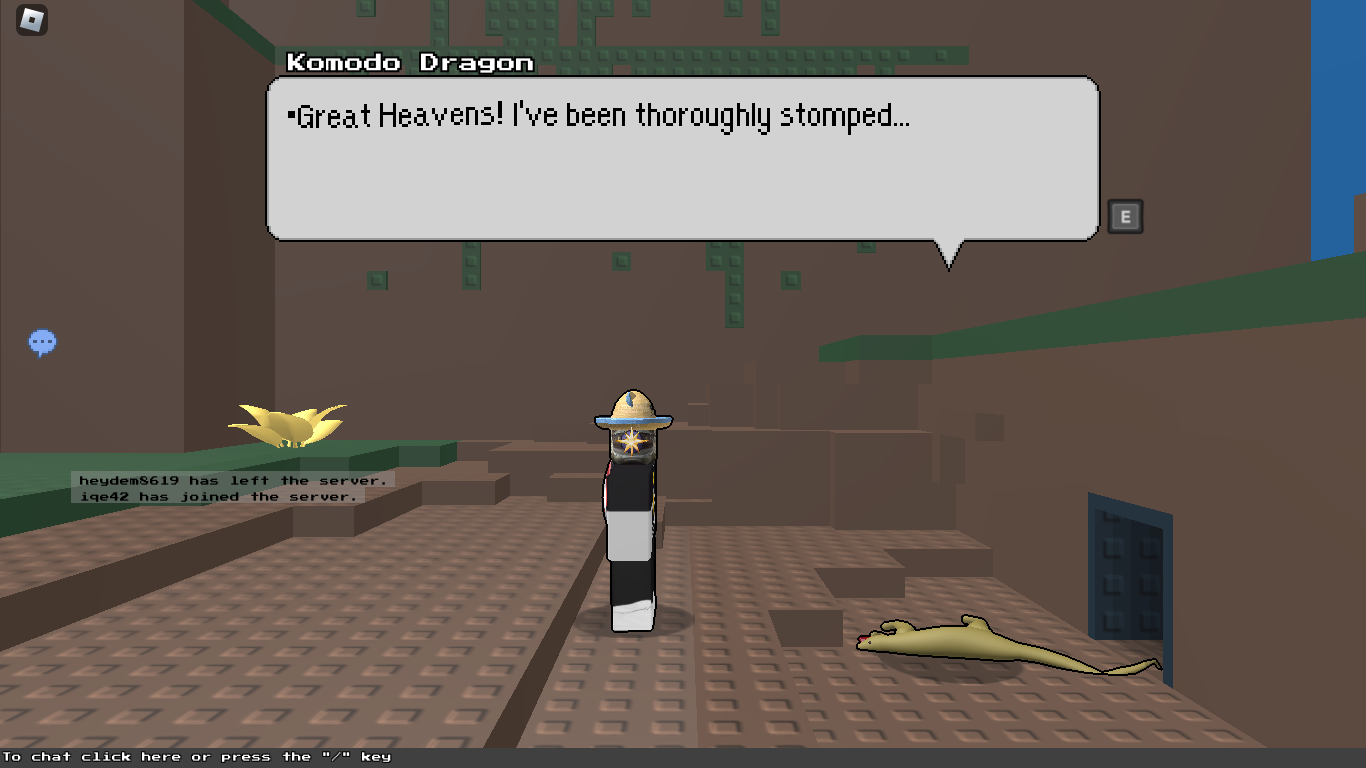 Komodo Dragon
▪Great Heavens! I've been thoroughly stomped...
E
heydem8619 has left the server.
iqe42 has joined the server.
To chat click here or press the "/" key